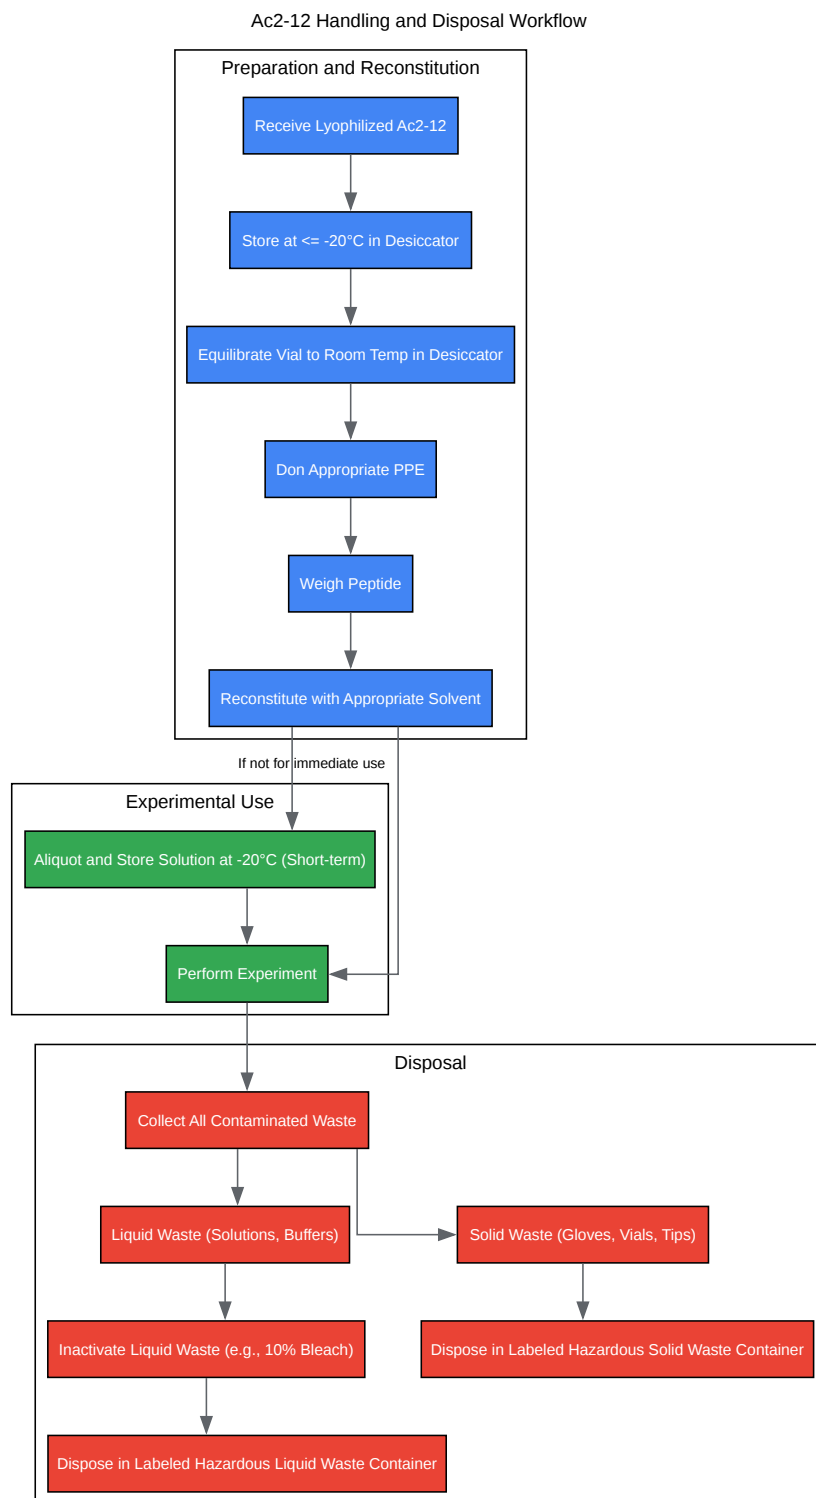 Ac2-12 Handling and Disposal Workflow
Preparation and Reconstitution
Receive Lyophilized Ac2-12
Store at <= -20°C in Desiccator
Equilibrate Vial to Room Temp in Desiccator
Don Appropriate PPE
Weigh Peptide
Reconstitute with Appropriate Solvent
If not for immediate use
Experimental Use
Aliquot and Store Solution at -20°C (Short-term)
Perform Experiment
Disposal
Collect All Contaminated Waste
Liquid Waste (Solutions, Buffers)
Solid Waste (Gloves, Vials, Tips)
Inactivate Liquid Waste (e.g., 10% Bleach)
Dispose in Labeled Hazardous Solid Waste Container
Dispose in Labeled Hazardous Liquid Waste Container